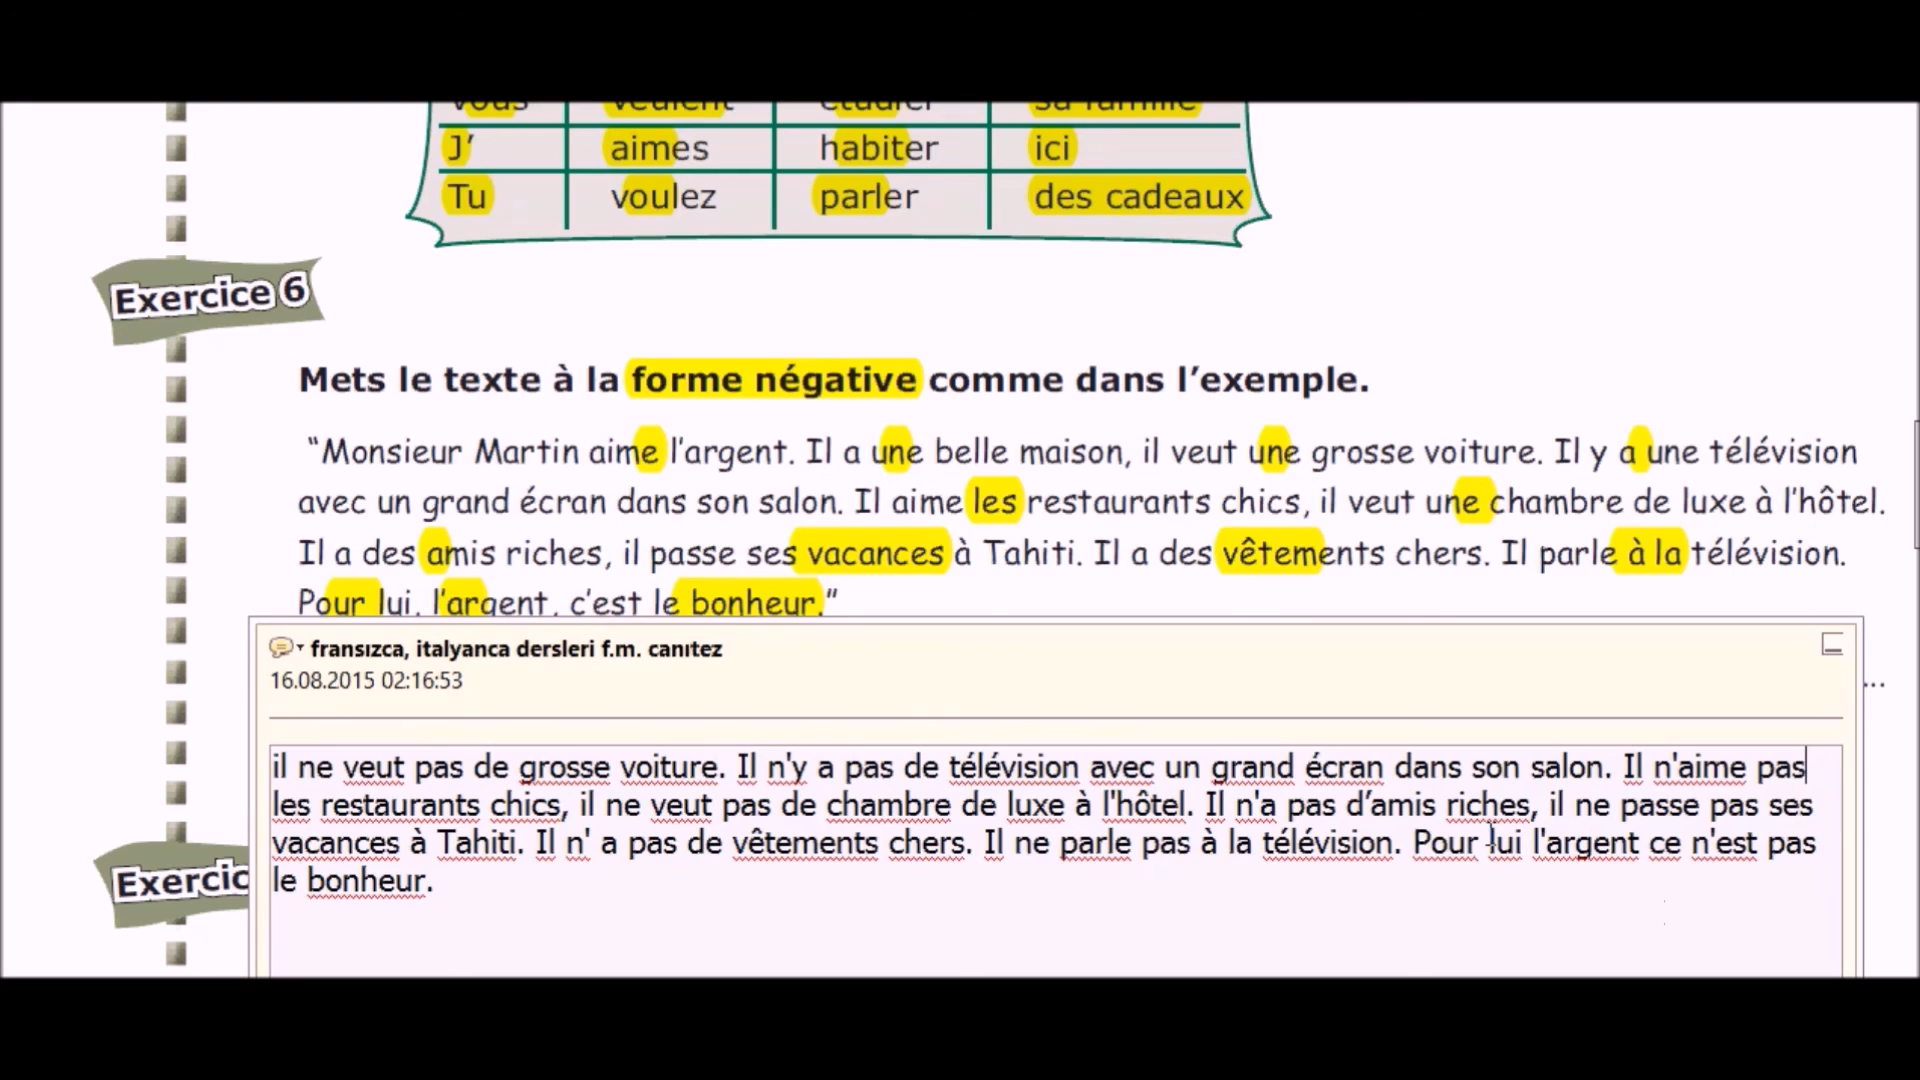 vous veulent étudier sa famille
J’ aimes habiter ici
Tu voulez parler des cadeaux
Exercice 6
Mets le texte à la forme négative comme dans l’exemple.
“Monsieur Martin aime l’argent. Il a une belle maison, il veut une grosse voiture. Il y a une télévision
avec un grand écran dans son salon. Il aime les restaurants chics, il veut une chambre de luxe à l’hôtel.
Il a des amis riches, il passe ses vacances à Tahiti. Il a des vêtements chers. Il parle à la télévision.
Pour lui, l’argent, c’est le bonheur.”
fransızca, italyanca dersleri f.m. canıtez
16.08.2015 02:16:53
...
il ne veut pas de grosse voiture. Il n'y a pas de télévision avec un grand écran dans son salon. Il n'aime pas
les restaurants chics, il ne veut pas de chambre de luxe à l'hôtel. Il n'a pas d’amis riches, il ne passe pas ses
vacances à Tahiti. Il n' a pas de vêtements chers. Il ne parle pas à la télévision. Pour lui l'argent ce n'est pas
le bonheur.
Exercic